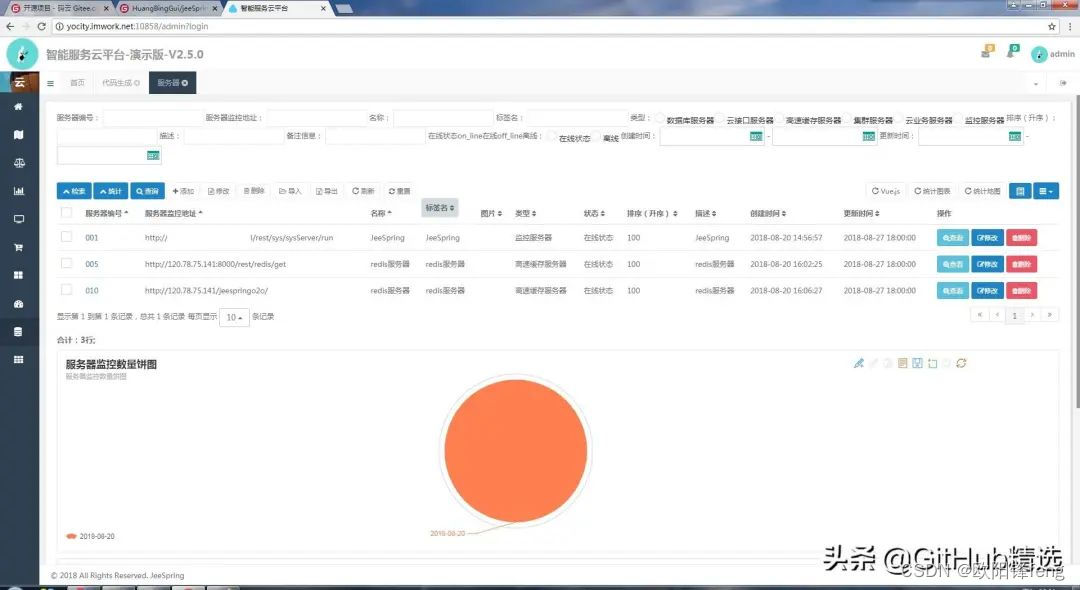 开源项目 - 码云 Gitee.c
HuangBingGui/jeeSprin
智能服务云平台
yocity.imwork.net:10858/admin?login
智能服务云平台-演示版-V2.5.0
admin
云
首页
代码生成
服务器
服务器编号：
服务器监控地址：
名称：
标签名：
类型：
数据库服务器
云接口服务器
高速缓存服务器
集群服务器
云业务服务器
监控服务器
排序（升序）：
描述：
备注信息：
在线状态on_line在线off_line离线：
在线状态
离线
创建时间：
-
更新时间：
-
检索
统计
查询
添加
修改
删除
导入
导出
刷新
重置
Vue.js
统计图表
统计地图
服务器编号 服务器监控地址 名称 标签名 图片 类型 状态 排序（升序） 描述 创建时间 更新时间 操作
001 http:// l/rest/sys/sysServer/run JeeSpring JeeSpring 监控服务器 在线状态 100 JeeSpring 2018-08-20 14:56:57 2018-08-27 18:00:00 查看 修改 删除
005 http://120.78.75.141:8000/rest/redis/get redis服务器 redis服务器 高速缓存服务器 在线状态 100 redis服务器 2018-08-20 16:02:25 2018-08-27 18:00:00 查看 修改 删除
010 http://120.78.75.141/jeespringo2o/ redis服务器 redis服务器 高速缓存服务器 在线状态 100 redis服务器 2018-08-20 16:06:27 2018-08-27 18:00:00 查看 修改 删除
显示第 1 到第 1 条记录，总共 1 条记录 每页显示 10 条记录
« ‹ 1 › »
合计：3行;
服务器监控数量饼图
服务器监控数量饼图
2018-08-20
2018-08-20
© 2018 All Rights Reserved. JeeSpring
头条 @GitHub精选
CSDN @欧阳锋feng